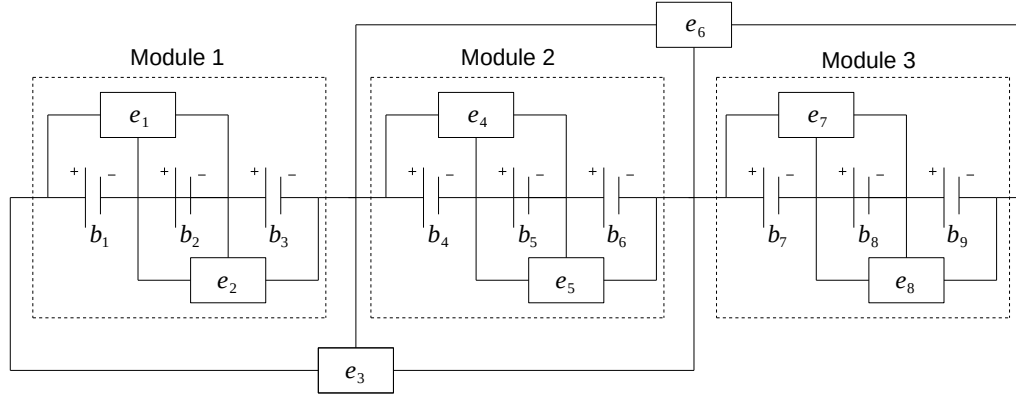 e₆
Module 1
Module 2
Module 3
e₁
e₄
e₇
+ − + − + − + − + − + − + − + − + −
b₁ b₂ b₃ b₄ b₅ b₆ b₇ b₈ b₉
e₂
e₅
e₈
e₃